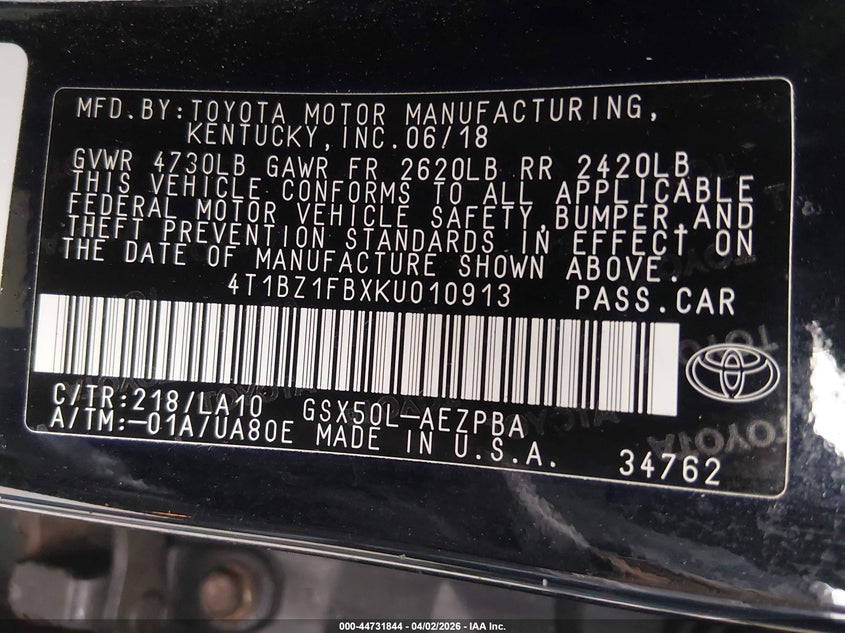 MFD.BY:TOYOTA MOTOR MANUFACTURING,
KENTUCKY,INC.06/18
GVWR 4730LB GAWR FR 2620LB RR 2420LB
THIS VEHICLE CONFORMS TO ALL APPLICABLE
FEDERAL MOTOR VEHICLE SAFETY,BUMPER,AND
THEFT PREVENTION STANDARDS IN EFFECT ON
THE DATE OF MANUFACTURE SHOWN ABOVE.
4T1BZ1FBXKU010913 PASS.CAR
C/TR:218/LA10 GSX50L-AEZPBA
A/TM:-01A/UA80E MADE IN U.S.A. 34762
TOYOTA
TOYOTA
000-44731844 / 04/02/2026 - IAA Inc.